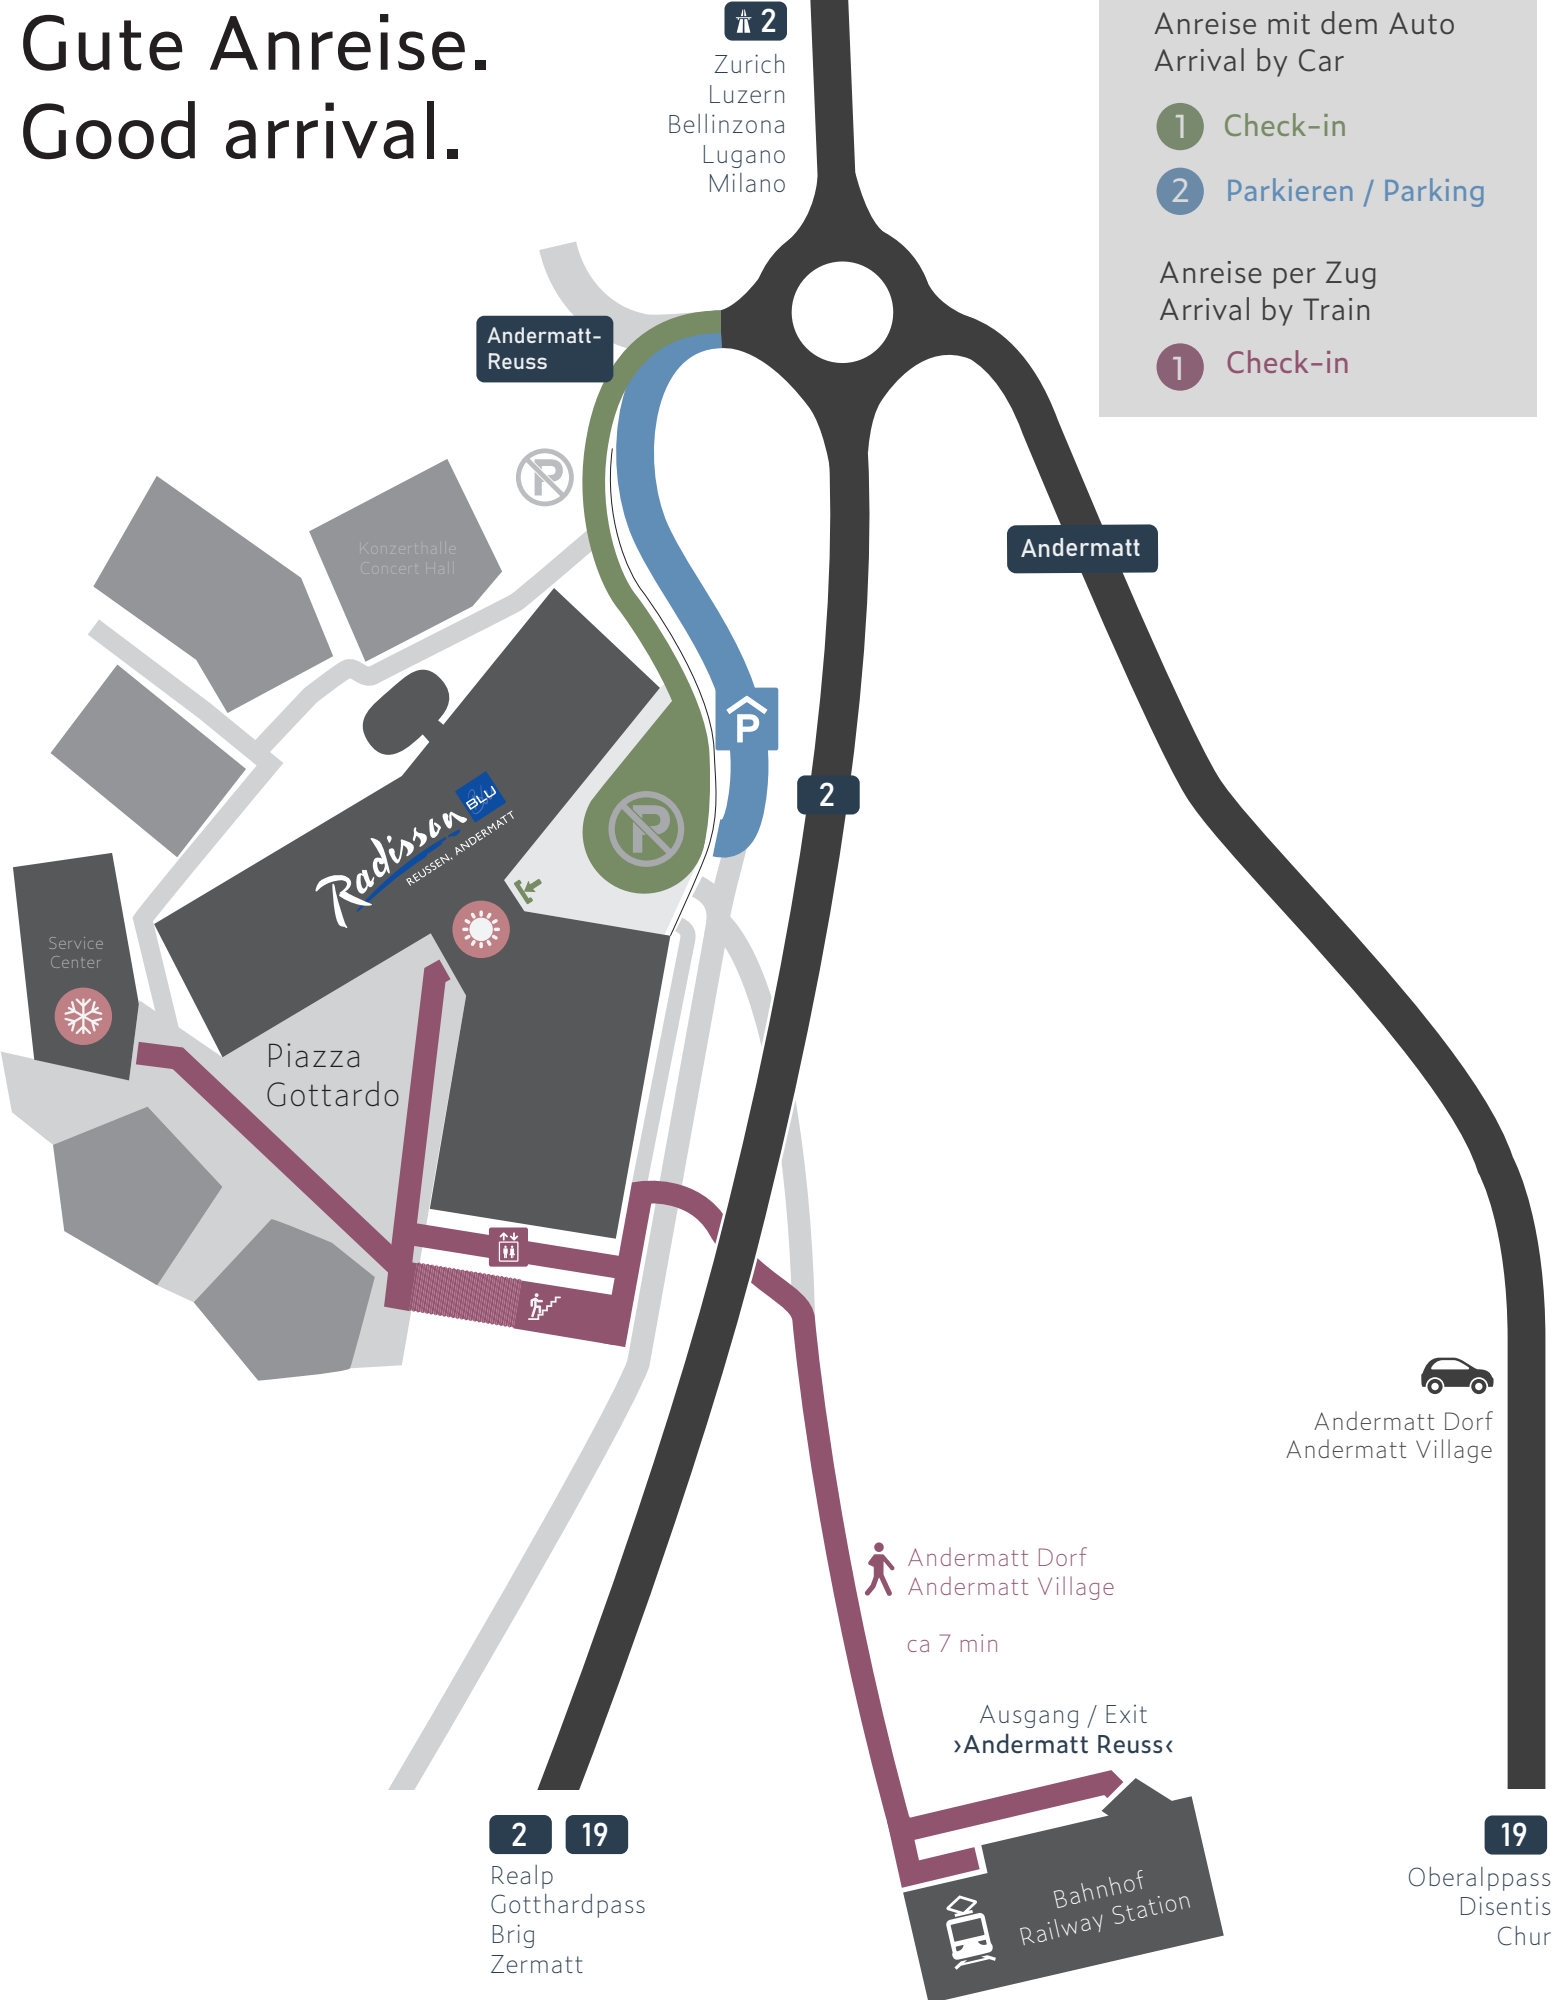 Gute Anreise.
Good arrival.
2
Zurich
Luzern
Bellinzona
Lugano
Milano
Anreise mit dem Auto
Arrival by Car
1 Check-in
2 Parkieren / Parking
Anreise per Zug
Arrival by Train
1 Check-in
Andermatt-
Reuss
P
Konzerthalle
Concert Hall
Andermatt
P
2
Radisson BLU
REUSSEN, ANDERMATT
P
Service
Center
Piazza
Gottardo
Andermatt Dorf
Andermatt Village
Andermatt Dorf
Andermatt Village
ca 7 min
Ausgang / Exit
›Andermatt Reuss‹
Bahnhof
Railway Station
2 19
Realp
Gotthardpass
Brig
Zermatt
19
Oberalppass
Disentis
Chur